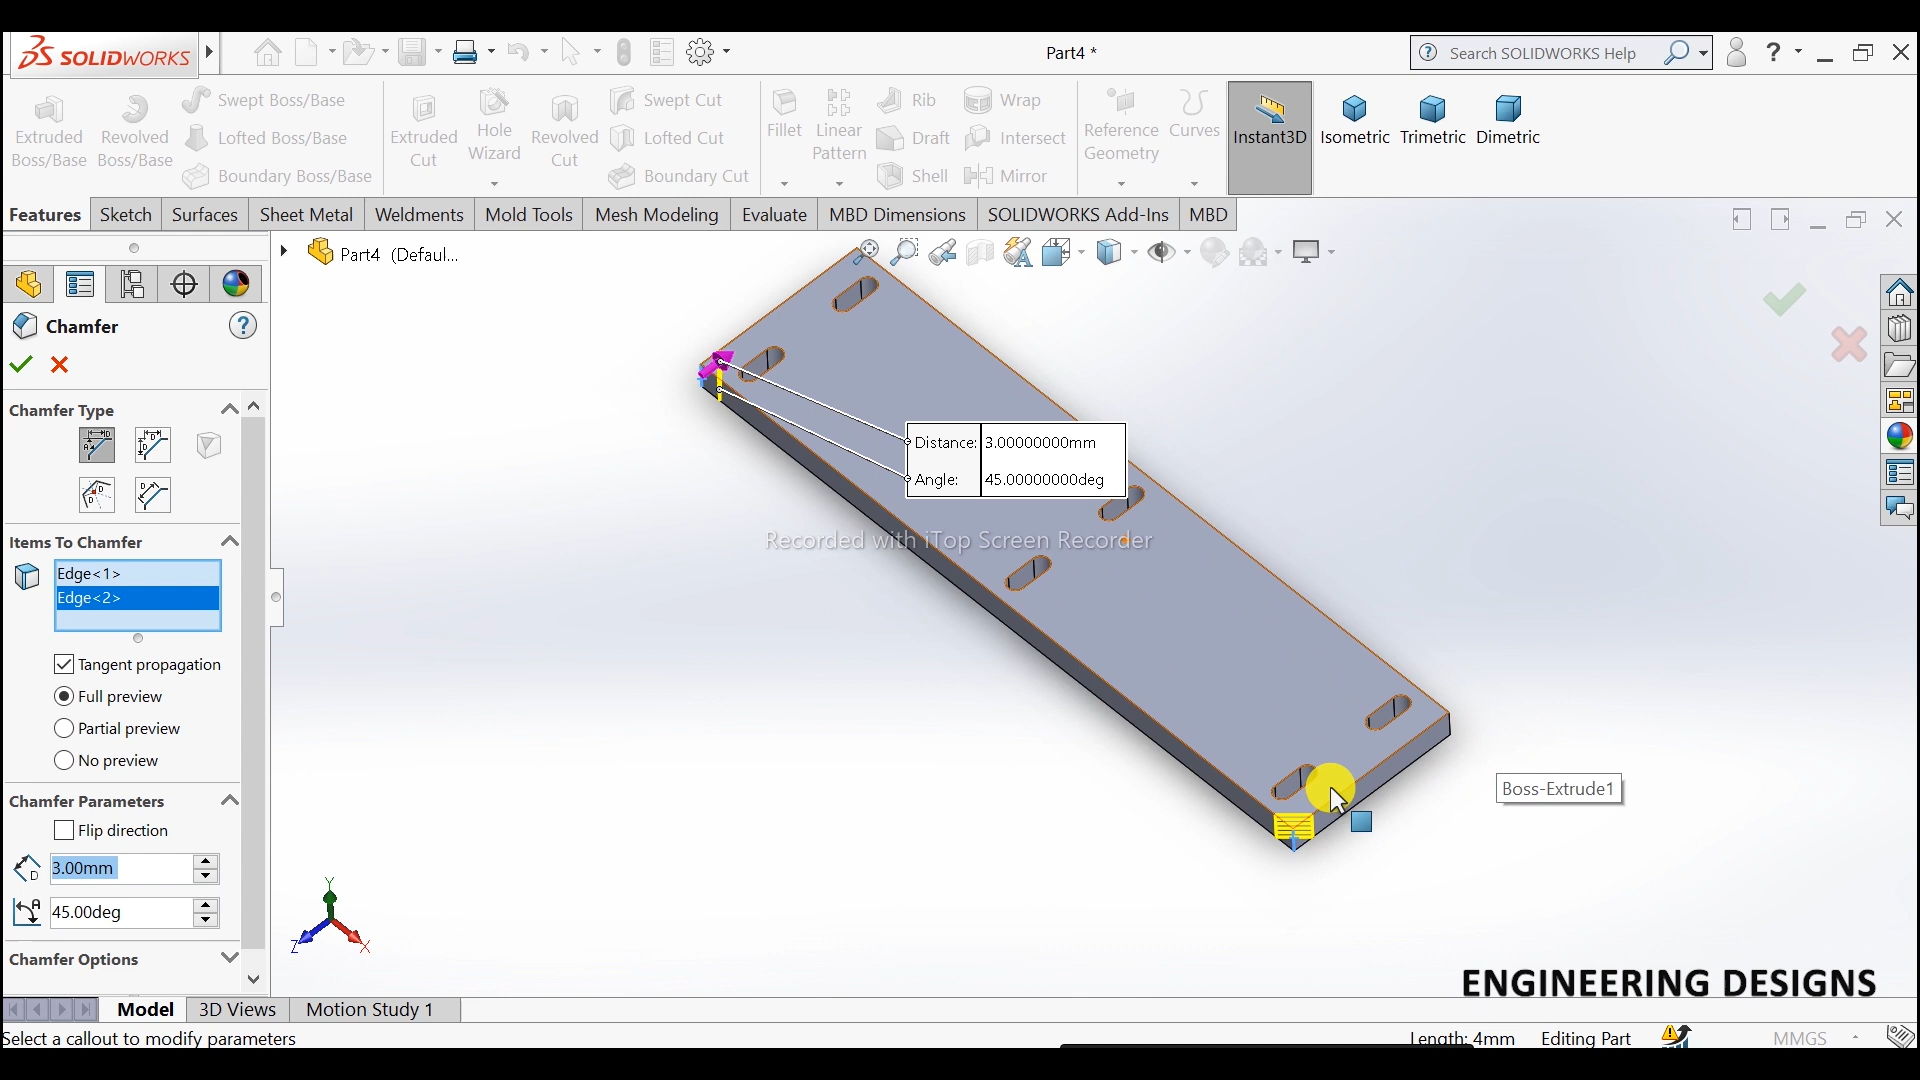 SOLIDWORKS
Part4 *
Search SOLIDWORKS Help
Extruded Boss/Base
Revolved Boss/Base
Swept Boss/Base
Lofted Boss/Base
Boundary Boss/Base
Extruded Cut
Hole Wizard
Revolved Cut
Swept Cut
Lofted Cut
Boundary Cut
Fillet
Linear Pattern
Rib
Draft
Shell
Wrap
Intersect
Mirror
Reference Geometry
Curves
Instant3D
Isometric
Trimetric
Dimetric
Features
Sketch
Surfaces
Sheet Metal
Weldments
Mold Tools
Mesh Modeling
Evaluate
MBD Dimensions
SOLIDWORKS Add-Ins
MBD
Part4 (Defaul...
Chamfer
Chamfer Type
Items To Chamfer
Edge<1>
Edge<2>
Tangent propagation
Full preview
Partial preview
No preview
Chamfer Parameters
Flip direction
3.00mm
45.00deg
Chamfer Options
Distance: 3.00000000mm
Angle: 45.00000000deg
Recorded with iTop Screen Recorder
Boss-Extrude1
Y
Z
X
ENGINEERING DESIGNS
Model
3D Views
Motion Study 1
Select a callout to modify parameters
Length: 4mm
Editing Part
MMGS